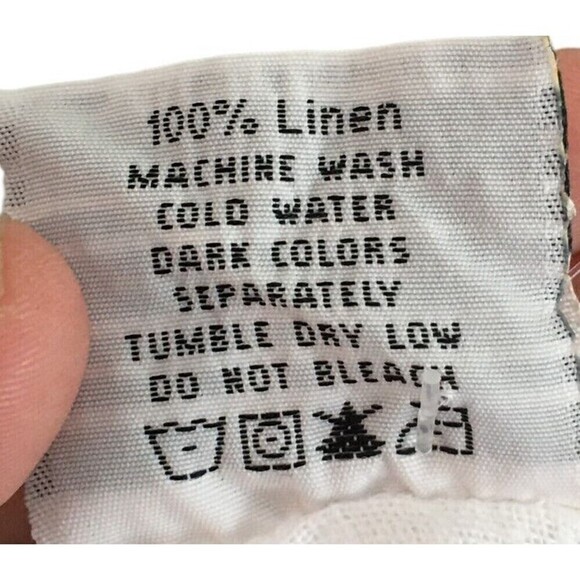 100% Linen
MACHINE WASH
COLD WATER
DARK COLORS
SEPARATELY
TUMBLE DRY LOW
DO NOT BLEACH